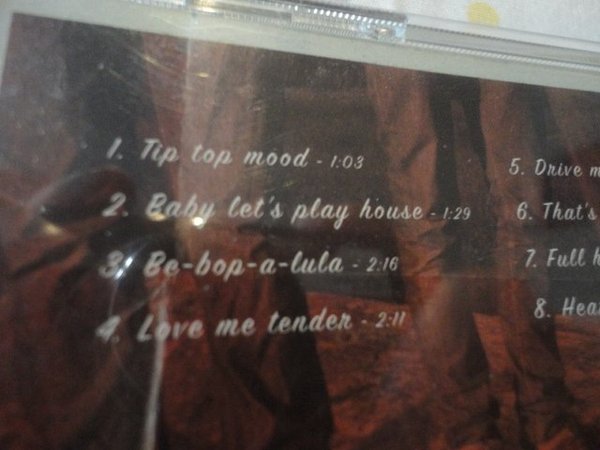 1. Tip top mood - 1:03
2. Baby let's play house - 1:29
3. Be-bop-a-lula - 2:16
4. Love me tender - 2:11
5. Drive m
6. That's
7. Full h
8. Hea